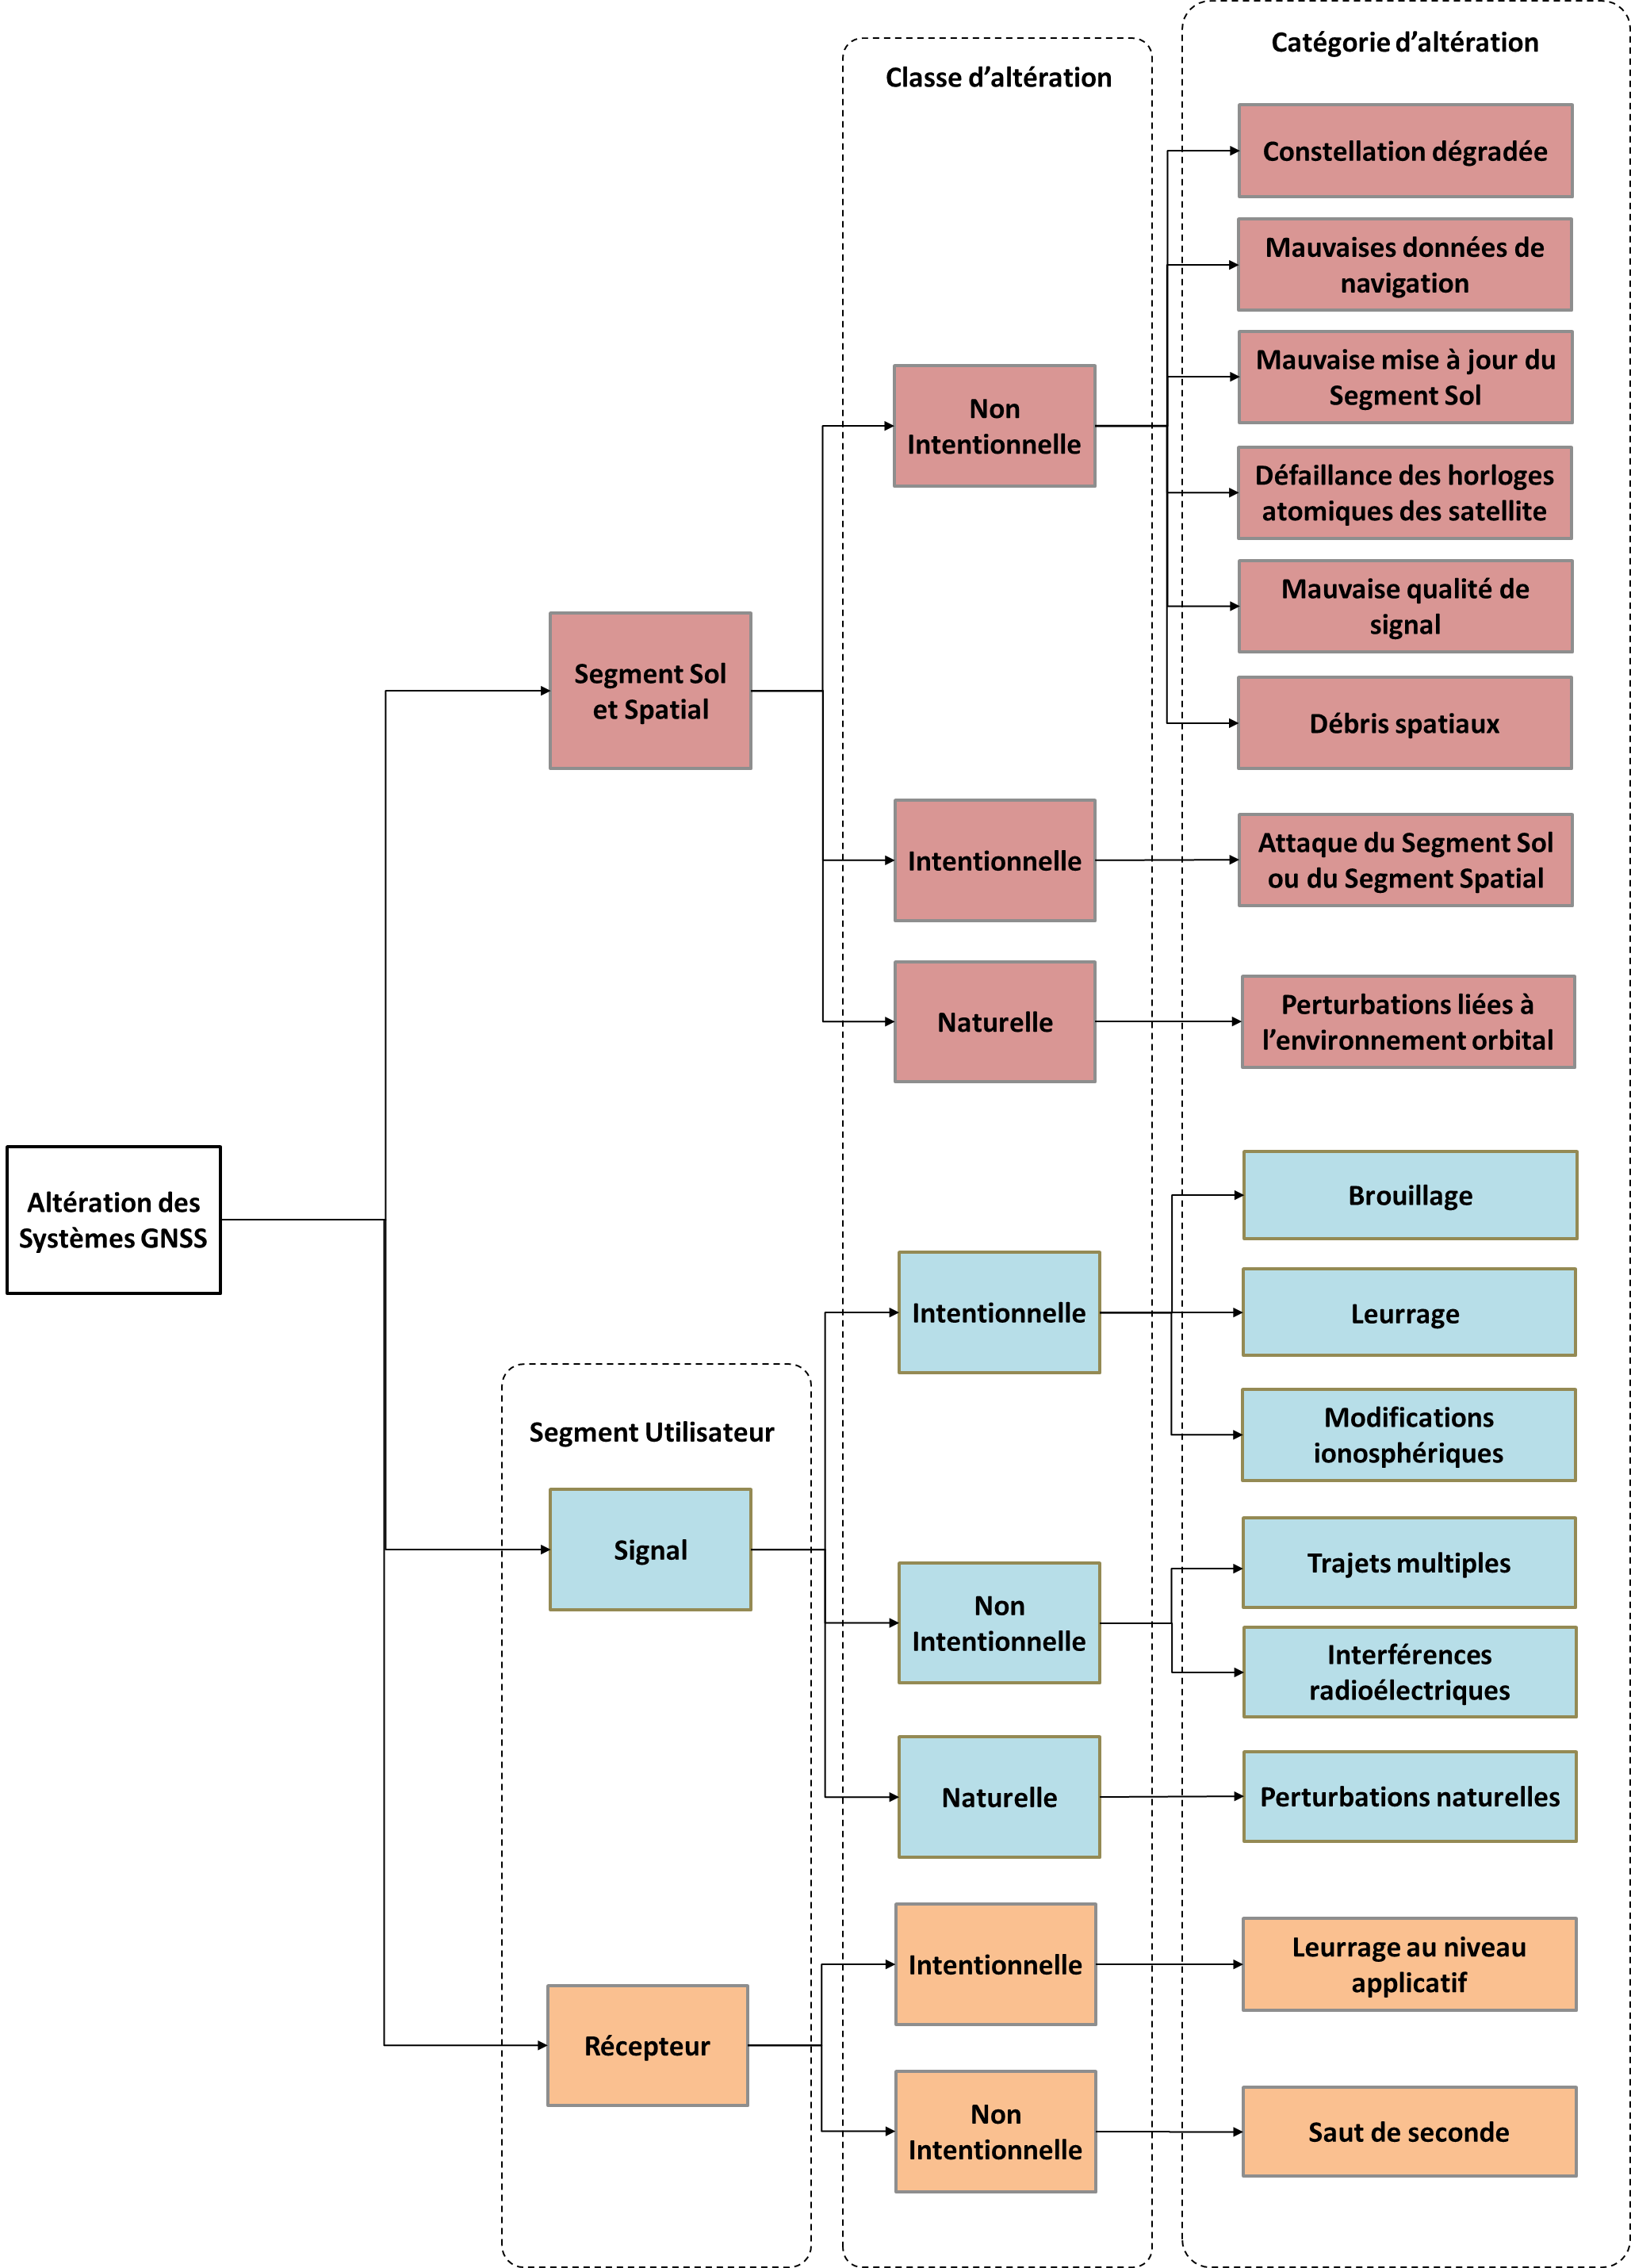 Catégorie d’altération
Classe d’altération
Constellation dégradée
Mauvaises données de
navigation
Mauvaise mise à jour du
Segment Sol
Non
Intentionnelle
Défaillance des horloges
atomiques des satellite
Mauvaise qualité de
signal
Segment Sol
et Spatial
Débris spatiaux
Intentionnelle
Attaque du Segment Sol
ou du Segment Spatial
Naturelle
Perturbations liées à
l’environnement orbital
Altération des
Systèmes GNSS
Brouillage
Intentionnelle
Leurrage
Modifications
ionosphériques
Segment Utilisateur
Signal
Trajets multiples
Non
Intentionnelle
Interférences
radioélectriques
Naturelle
Perturbations naturelles
Intentionnelle
Leurrage au niveau
applicatif
Récepteur
Non
Intentionnelle
Saut de seconde